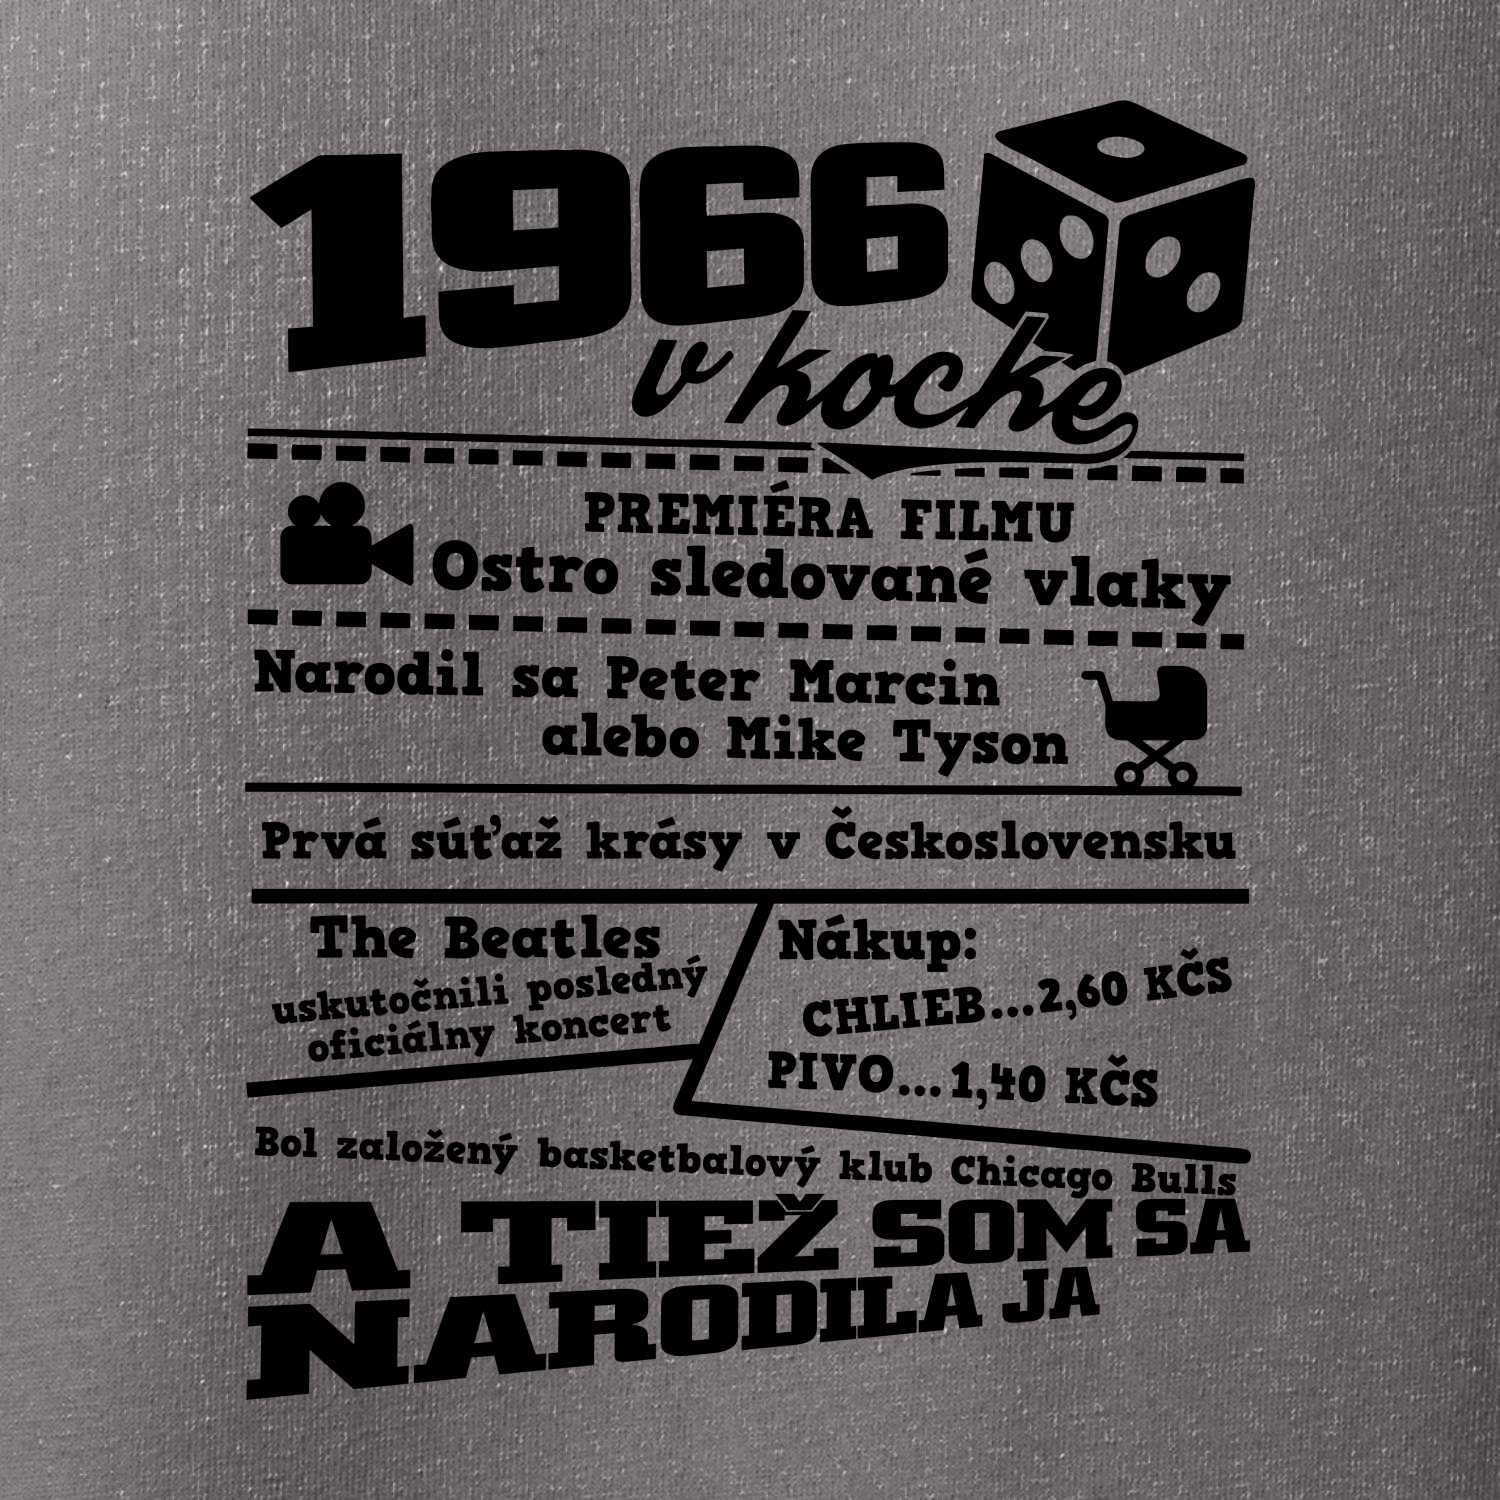 1966
v kocke
PREMIÉRA FILMU
Ostro sledované vlaky
Narodil sa Peter Marcin
alebo Mike Tyson
Prvá súťaž krásy v Československu
The Beatles
uskutočnili posledný
oficiálny koncert
Nákup:
CHLIEB...2,60 KČS
PIVO...1,40 KČS
Bol založený basketbalový klub Chicago Bulls
A TIEŽ SOM SA
NARODILA JA